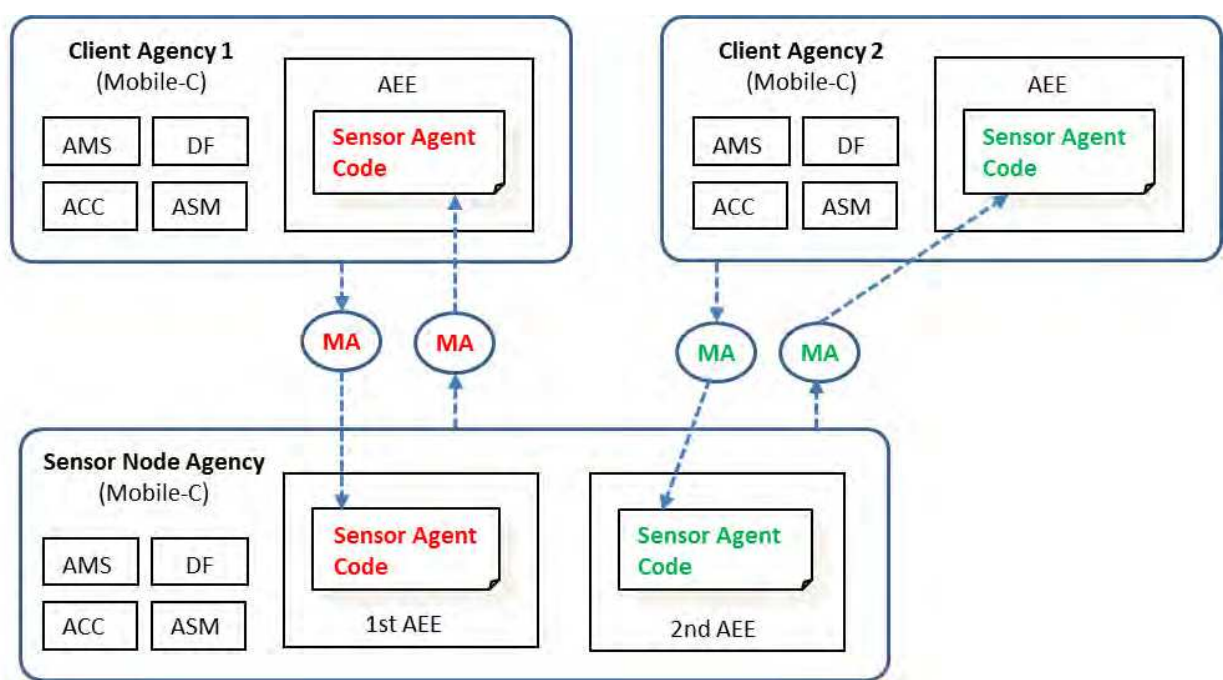 Client Agency 1
(Mobile-C)
AMS
DF
ACC
ASM
AEE
Sensor Agent
Code
Client Agency 2
(Mobile-C)
AMS
DF
ACC
ASM
AEE
Sensor Agent
Code
MA
MA
MA
MA
Sensor Node Agency
(Mobile-C)
AMS
DF
ACC
ASM
Sensor Agent
Code
1st AEE
Sensor Agent
Code
2nd AEE